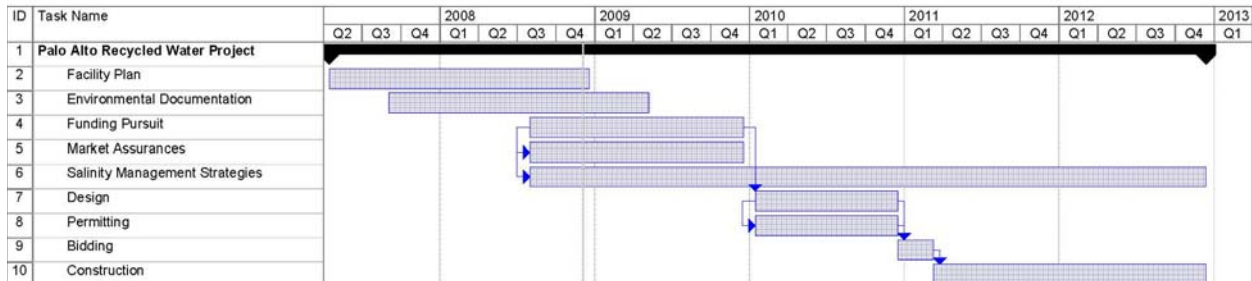 ID Task Name 2008 2009 2010 2011 2012 2013
Q2 Q3 Q4 Q1 Q2 Q3 Q4 Q1 Q2 Q3 Q4 Q1 Q2 Q3 Q4 Q1 Q2 Q3 Q4 Q1 Q2 Q3 Q4 Q1
1 Palo Alto Recycled Water Project
2 Facility Plan
3 Environmental Documentation
4 Funding Pursuit
5 Market Assurances
6 Salinity Management Strategies
7 Design
8 Permitting
9 Bidding
10 Construction